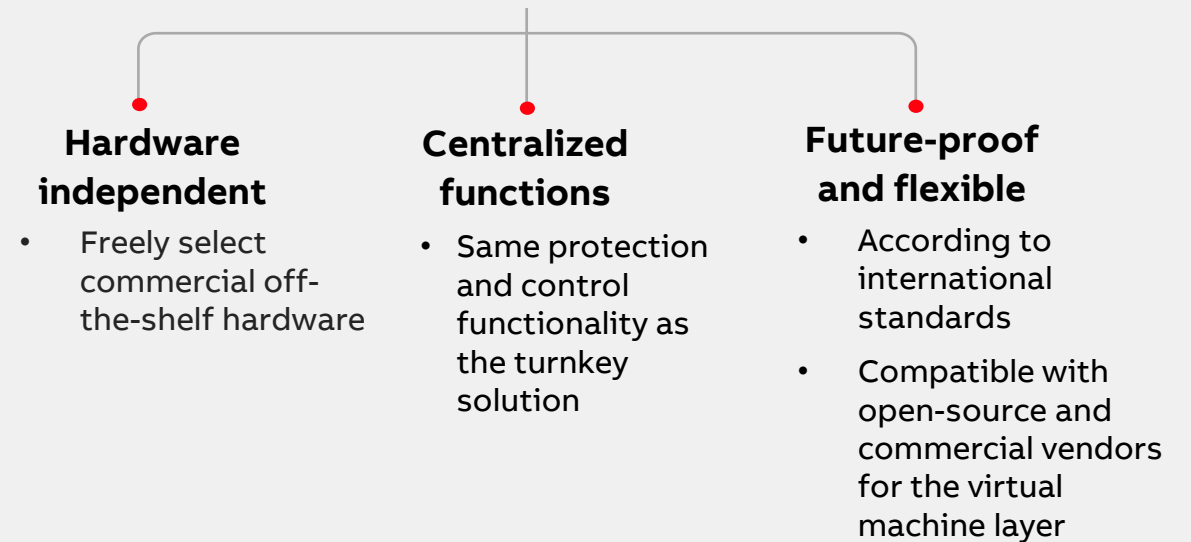 Hardware
independent
• Freely select
commercial off-
the-shelf hardware
Centralized
functions
• Same protection
and control
functionality as
the turnkey
solution
Future-proof
and flexible
• According to
international
standards
• Compatible with
open-source and
commercial vendors
for the virtual
machine layer